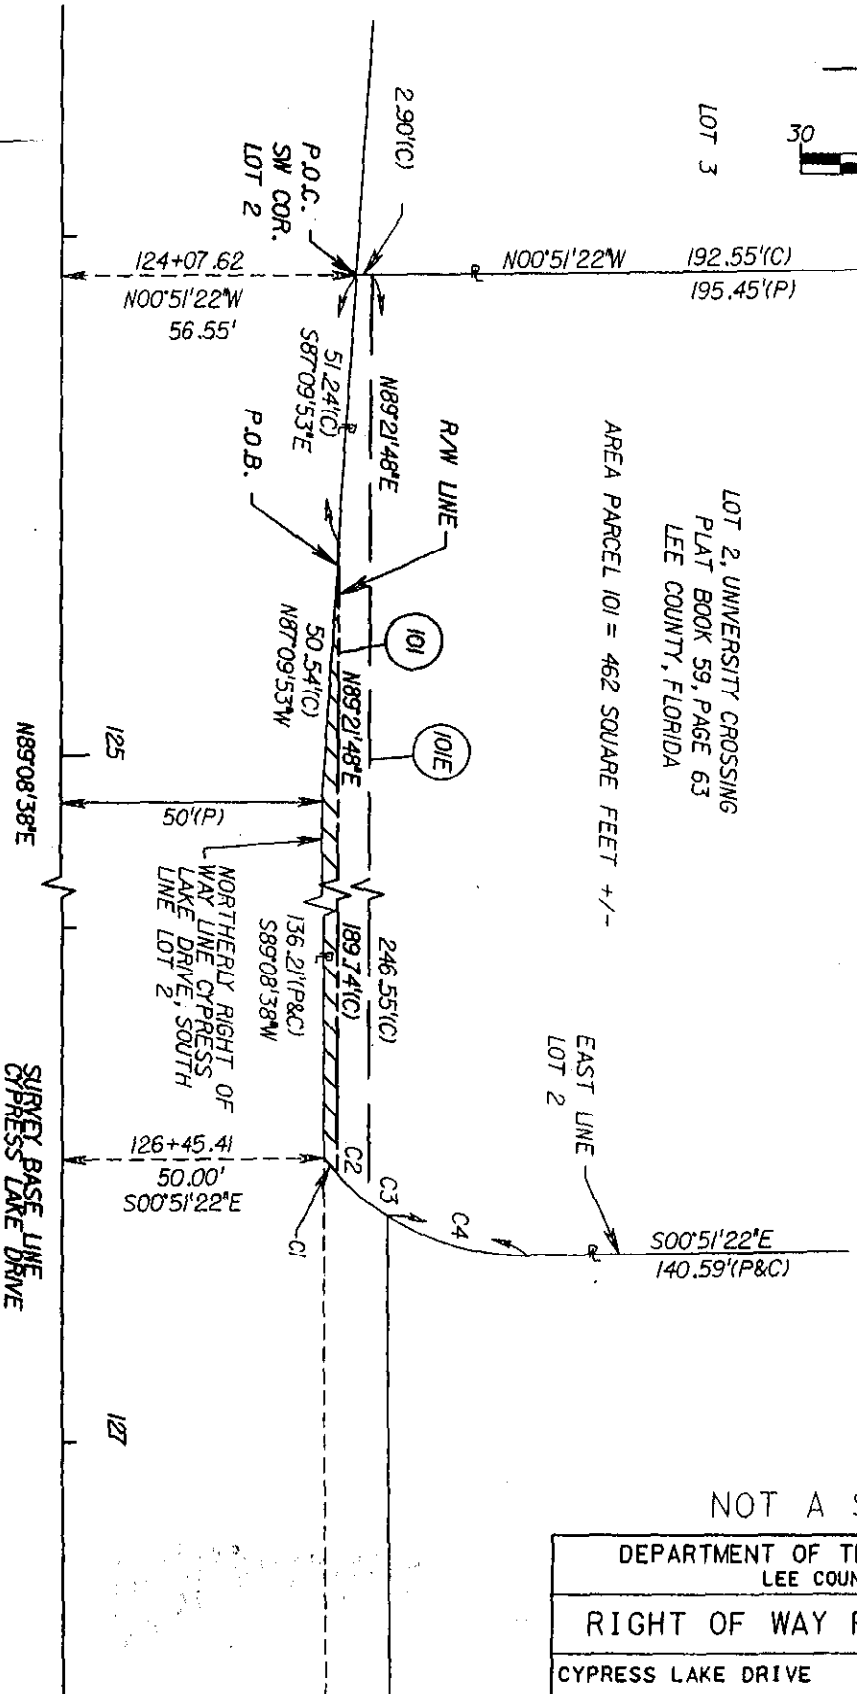 30
LOT 3
2.90'(C)
P.O.C.
SW COR.
LOT 2
124+07.62
N00°51'22"W
56.55'
N00°51'22"W
192.55'(C)
195.45'(P)
51.24'(C)
S87°09'53"E
N89°21'48"E
R/W LINE
P.O.B.
LOT 2, UNIVERSITY CROSSING
PLAT BOOK 59, PAGE 63
LEE COUNTY, FLORIDA
AREA PARCEL 101 = 462 SQUARE FEET +/-
101
101E
50.54'(C)
N87°09'53"W
N89°21'48"E
125
N89°08'38"E
50'(P)
NORTHERLY RIGHT OF
WAY LINE CYPRESS
LAKE DRIVE, SOUTH
LINE LOT 2
136.21'(P&C)
S89°08'38"W
189.74'(C)
246.55'(C)
EAST LINE
LOT 2
SURVEY BASE LINE
CYPRESS LAKE DRIVE
126+45.41
50.00'
S00°51'22"E
C1
C2
C3
C4
S00°51'22"E
140.59'(P&C)
127
NOT A S
DEPARTMENT OF T
LEE COUN
RIGHT OF WAY
CYPRESS LAKE DRIVE